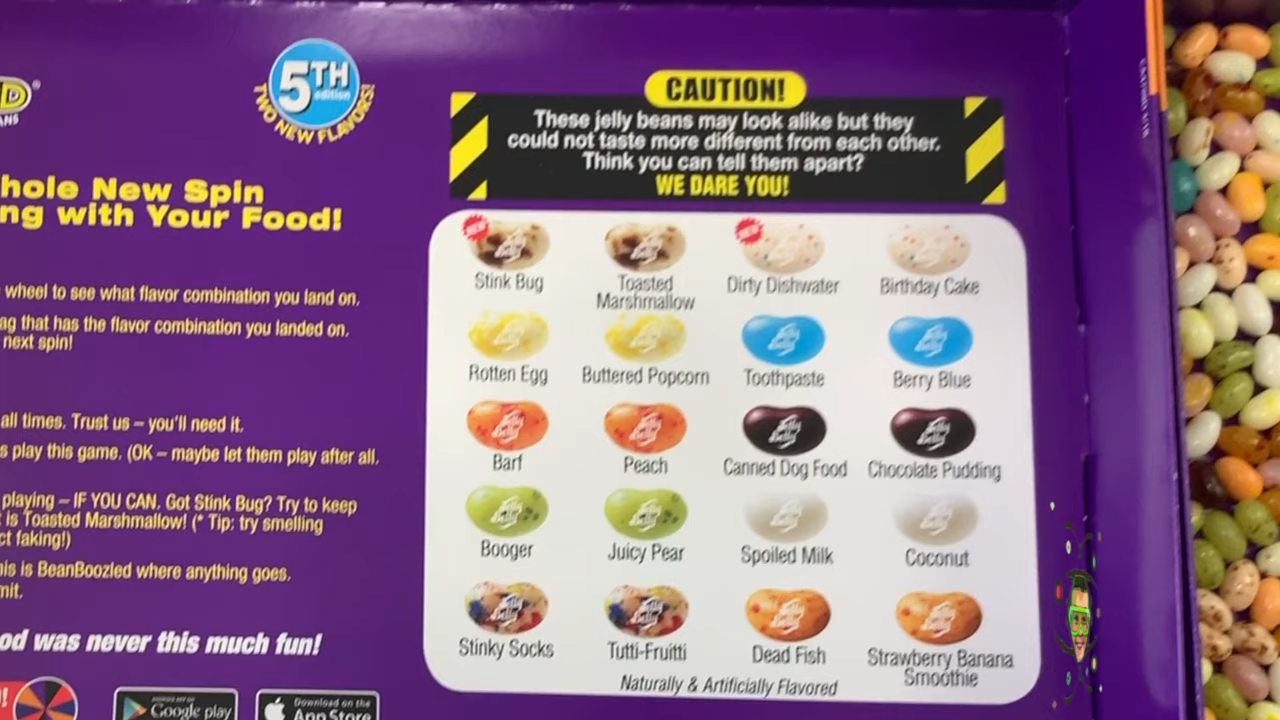 D®
ANS
5TH
edition
TWO NEW FLAVORS!
hole New Spin
ng with Your Food!
wheel to see what flavor combination you land on.
ag that has the flavor combination you landed on.
next spin!
all times. Trust us – you'll need it.
s play this game. (OK – maybe let them play after all.
playing – IF YOU CAN. Got Stink Bug? Try to keep
is Toasted Marshmallow! (* Tip: try smelling
ct faking!)
his is BeanBoozled where anything goes.
mit.
od was never this much fun!
Google play
Download on the
App Store
CAUTION!
These jelly beans may look alike but they
could not taste more different from each other.
Think you can tell them apart?
WE DARE YOU!
NEW NEW
Stink Bug Toasted Marshmallow Dirty Dishwater Birthday Cake
Rotten Egg Buttered Popcorn Toothpaste Berry Blue
Barf Peach Canned Dog Food Chocolate Pudding
Booger Juicy Pear Spoiled Milk Coconut
Stinky Socks Tutti-Fruitti Dead Fish Strawberry Banana Smoothie
Naturally & Artificially Flavored